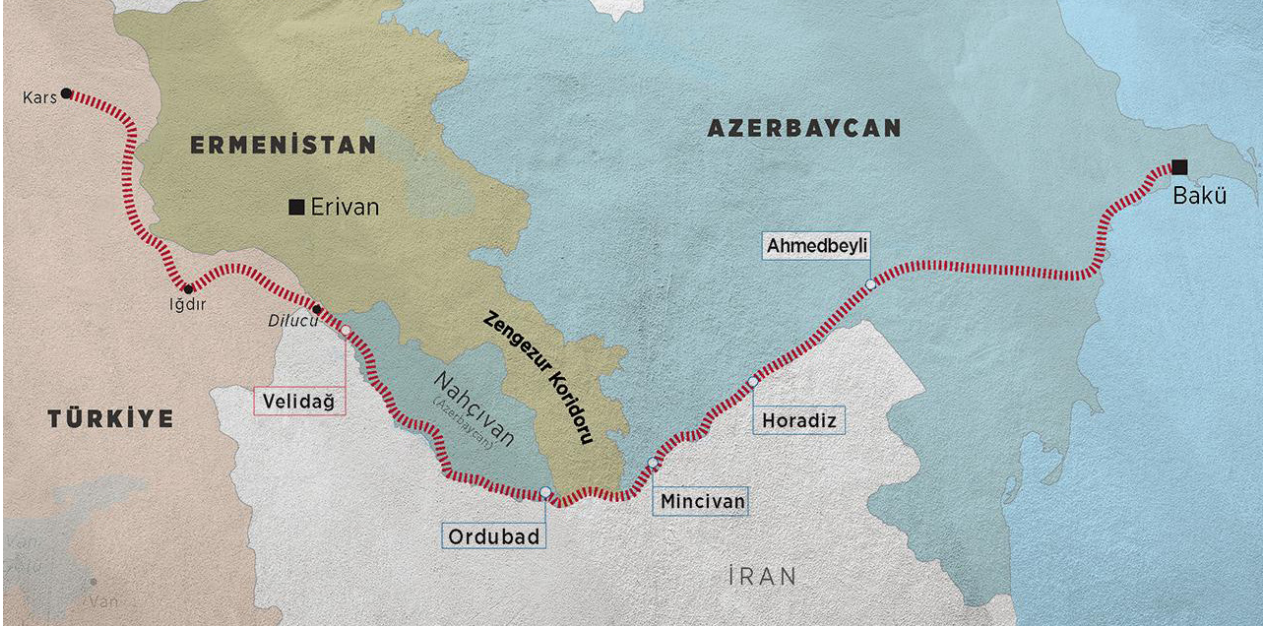 Kars
ERMENİSTAN
AZERBAYCAN
Erivan
Bakü
Ahmedbeyli
Iğdır
Dilucu
Zengezur Koridoru
Velidağ
Nahçıvan
(Azerbaycan)
TÜRKİYE
Horadiz
Mincivan
Ordubad
Van
İRAN
Van